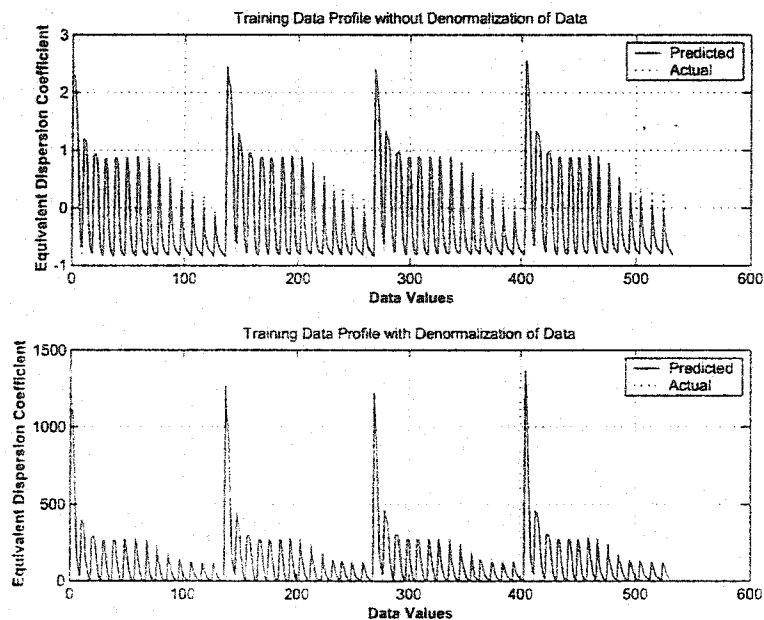 Training Data Profile without Denormalization of Data
Equivalent Dispersion Coefficient
3
2
1
0
-1
Predicted
Actual
0 100 200 300 400 500 600
Data Values
Training Data Profile with Denormalization of Data
Equivalent Dispersion Coefficient
1500
1000
500
0
Predicted
Actual
0 100 200 300 400 500 600
Data Values